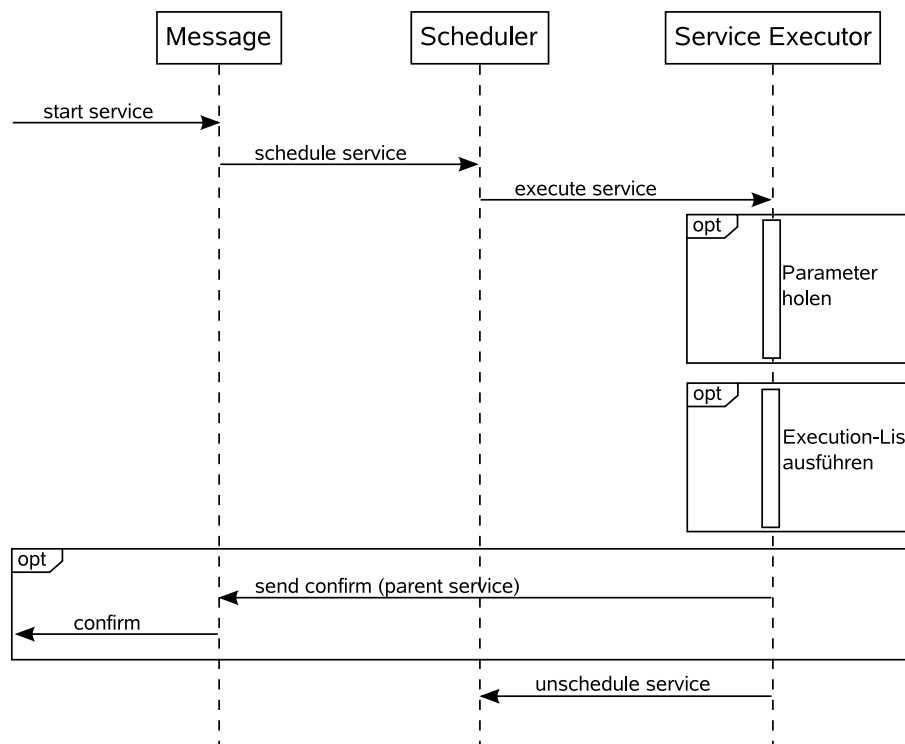 Message
Scheduler
Service Executor
start service
schedule service
execute service
opt
Parameter
holen
opt
Execution-Lis
ausführen
opt
send confirm (parent service)
confirm
unschedule service